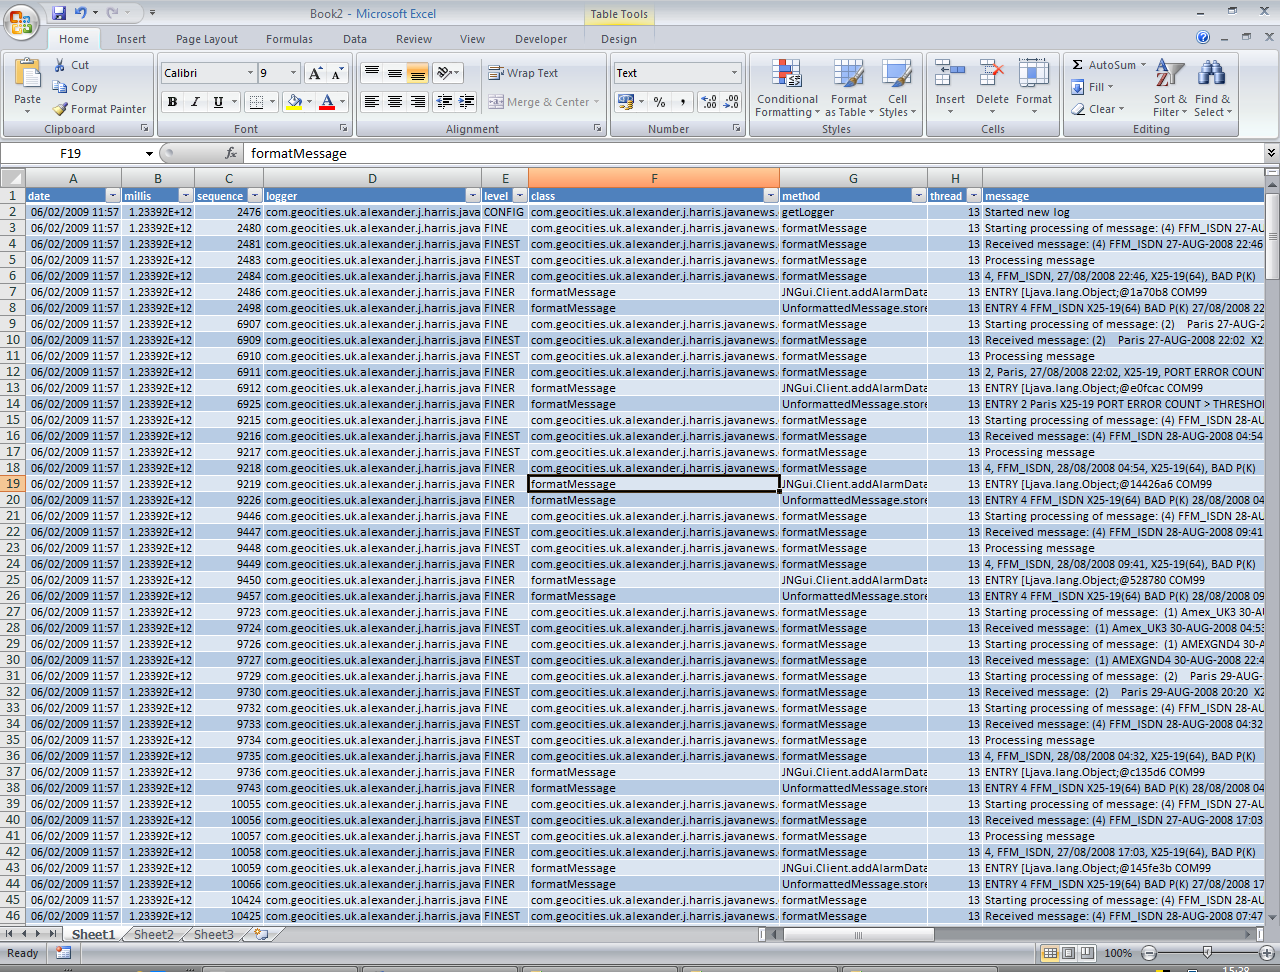 Book2 - Microsoft Excel
Table Tools
Home Insert Page Layout Formulas Data Review View Developer Design
Paste
Cut
Copy
Format Painter
Clipboard
Calibri 9
B I U
Font
Wrap Text
Merge & Center
Alignment
Text
% ,
Number
Conditional Formatting
Format as Table
Cell Styles
Styles
Insert Delete Format
Cells
Σ AutoSum
Fill
Clear
Sort & Filter
Find & Select
Editing
F19 fx formatMessage
A B C D E F G H
1 date millis sequence logger level class method thread message
2 06/02/2009 11:57 1.23392E+12 2476 com.geocities.uk.alexander.j.harris.java CONFIG com.geocities.uk.alexander.j.harris.javanews. getLogger 13 Started new log
3 06/02/2009 11:57 1.23392E+12 2480 com.geocities.uk.alexander.j.harris.java FINE com.geocities.uk.alexander.j.harris.javanews. formatMessage 13 Starting processing of message: (4) FFM_ISDN 27-AU
4 06/02/2009 11:57 1.23392E+12 2481 com.geocities.uk.alexander.j.harris.java FINEST com.geocities.uk.alexander.j.harris.javanews. formatMessage 13 Received message: (4) FFM_ISDN 27-AUG-2008 22:46
5 06/02/2009 11:57 1.23392E+12 2483 com.geocities.uk.alexander.j.harris.java FINEST com.geocities.uk.alexander.j.harris.javanews. formatMessage 13 Processing message
6 06/02/2009 11:57 1.23392E+12 2484 com.geocities.uk.alexander.j.harris.java FINER com.geocities.uk.alexander.j.harris.javanews. formatMessage 13 4, FFM_ISDN, 27/08/2008 22:46, X25-19(64), BAD P(K)
7 06/02/2009 11:57 1.23392E+12 2486 com.geocities.uk.alexander.j.harris.java FINER formatMessage JNGui.Client.addAlarmData 13 ENTRY [Ljava.lang.Object;@1a70b8 COM99
8 06/02/2009 11:57 1.23392E+12 2498 com.geocities.uk.alexander.j.harris.java FINER formatMessage UnformattedMessage.store 13 ENTRY 4 FFM_ISDN X25-19(64) BAD P(K) 27/08/2008 22
9 06/02/2009 11:57 1.23392E+12 6907 com.geocities.uk.alexander.j.harris.java FINE com.geocities.uk.alexander.j.harris.javanews. formatMessage 13 Starting processing of message: (2) Paris 27-AUG-2
10 06/02/2009 11:57 1.23392E+12 6909 com.geocities.uk.alexander.j.harris.java FINEST com.geocities.uk.alexander.j.harris.javanews. formatMessage 13 Received message: (2) Paris 27-AUG-2008 22:02 X2
11 06/02/2009 11:57 1.23392E+12 6910 com.geocities.uk.alexander.j.harris.java FINEST com.geocities.uk.alexander.j.harris.javanews. formatMessage 13 Processing message
12 06/02/2009 11:57 1.23392E+12 6911 com.geocities.uk.alexander.j.harris.java FINER com.geocities.uk.alexander.j.harris.javanews. formatMessage 13 2, Paris, 27/08/2008 22:02, X25-19, PORT ERROR COUNT
13 06/02/2009 11:57 1.23392E+12 6912 com.geocities.uk.alexander.j.harris.java FINER formatMessage JNGui.Client.addAlarmData 13 ENTRY [Ljava.lang.Object;@e0fcac COM99
14 06/02/2009 11:57 1.23392E+12 6925 com.geocities.uk.alexander.j.harris.java FINER formatMessage UnformattedMessage.store 13 ENTRY 2 Paris X25-19 PORT ERROR COUNT > THRESHOL
15 06/02/2009 11:57 1.23392E+12 9215 com.geocities.uk.alexander.j.harris.java FINE com.geocities.uk.alexander.j.harris.javanews. formatMessage 13 Starting processing of message: (4) FFM_ISDN 28-AU
16 06/02/2009 11:57 1.23392E+12 9216 com.geocities.uk.alexander.j.harris.java FINEST com.geocities.uk.alexander.j.harris.javanews. formatMessage 13 Received message: (4) FFM_ISDN 28-AUG-2008 04:54
17 06/02/2009 11:57 1.23392E+12 9217 com.geocities.uk.alexander.j.harris.java FINEST com.geocities.uk.alexander.j.harris.javanews. formatMessage 13 Processing message
18 06/02/2009 11:57 1.23392E+12 9218 com.geocities.uk.alexander.j.harris.java FINER com.geocities.uk.alexander.j.harris.javanews. formatMessage 13 4, FFM_ISDN, 28/08/2008 04:54, X25-19(64), BAD P(K)
19 06/02/2009 11:57 1.23392E+12 9219 com.geocities.uk.alexander.j.harris.java FINER formatMessage JNGui.Client.addAlarmData 13 ENTRY [Ljava.lang.Object;@14426a6 COM99
20 06/02/2009 11:57 1.23392E+12 9226 com.geocities.uk.alexander.j.harris.java FINER formatMessage UnformattedMessage.store 13 ENTRY 4 FFM_ISDN X25-19(64) BAD P(K) 28/08/2008 04
21 06/02/2009 11:57 1.23392E+12 9446 com.geocities.uk.alexander.j.harris.java FINE com.geocities.uk.alexander.j.harris.javanews. formatMessage 13 Starting processing of message: (4) FFM_ISDN 28-AU
22 06/02/2009 11:57 1.23392E+12 9447 com.geocities.uk.alexander.j.harris.java FINEST com.geocities.uk.alexander.j.harris.javanews. formatMessage 13 Received message: (4) FFM_ISDN 28-AUG-2008 09:41
23 06/02/2009 11:57 1.23392E+12 9448 com.geocities.uk.alexander.j.harris.java FINEST com.geocities.uk.alexander.j.harris.javanews. formatMessage 13 Processing message
24 06/02/2009 11:57 1.23392E+12 9449 com.geocities.uk.alexander.j.harris.java FINER com.geocities.uk.alexander.j.harris.javanews. formatMessage 13 4, FFM_ISDN, 28/08/2008 09:41, X25-19(64), BAD P(K)
25 06/02/2009 11:57 1.23392E+12 9450 com.geocities.uk.alexander.j.harris.java FINER formatMessage JNGui.Client.addAlarmData 13 ENTRY [Ljava.lang.Object;@528780 COM99
26 06/02/2009 11:57 1.23392E+12 9457 com.geocities.uk.alexander.j.harris.java FINER formatMessage UnformattedMessage.store 13 ENTRY 4 FFM_ISDN X25-19(64) BAD P(K) 28/08/2008 09
27 06/02/2009 11:57 1.23392E+12 9723 com.geocities.uk.alexander.j.harris.java FINE com.geocities.uk.alexander.j.harris.javanews. formatMessage 13 Starting processing of message: (1) Amex_UK3 30-AU
28 06/02/2009 11:57 1.23392E+12 9724 com.geocities.uk.alexander.j.harris.java FINEST com.geocities.uk.alexander.j.harris.javanews. formatMessage 13 Received message: (1) Amex_UK3 30-AUG-2008 04:53
29 06/02/2009 11:57 1.23392E+12 9726 com.geocities.uk.alexander.j.harris.java FINE com.geocities.uk.alexander.j.harris.javanews. formatMessage 13 Starting processing of message: (1) AMEXGND4 30-A
30 06/02/2009 11:57 1.23392E+12 9727 com.geocities.uk.alexander.j.harris.java FINEST com.geocities.uk.alexander.j.harris.javanews. formatMessage 13 Received message: (1) AMEXGND4 30-AUG-2008 22:4
31 06/02/2009 11:57 1.23392E+12 9729 com.geocities.uk.alexander.j.harris.java FINE com.geocities.uk.alexander.j.harris.javanews. formatMessage 13 Starting processing of message: (2) Paris 29-AUG-2
32 06/02/2009 11:57 1.23392E+12 9730 com.geocities.uk.alexander.j.harris.java FINEST com.geocities.uk.alexander.j.harris.javanews. formatMessage 13 Received message: (2) Paris 29-AUG-2008 20:20 X2
33 06/02/2009 11:57 1.23392E+12 9732 com.geocities.uk.alexander.j.harris.java FINE com.geocities.uk.alexander.j.harris.javanews. formatMessage 13 Starting processing of message: (4) FFM_ISDN 28-AU
34 06/02/2009 11:57 1.23392E+12 9733 com.geocities.uk.alexander.j.harris.java FINEST com.geocities.uk.alexander.j.harris.javanews. formatMessage 13 Received message: (4) FFM_ISDN 28-AUG-2008 04:32
35 06/02/2009 11:57 1.23392E+12 9734 com.geocities.uk.alexander.j.harris.java FINEST com.geocities.uk.alexander.j.harris.javanews. formatMessage 13 Processing message
36 06/02/2009 11:57 1.23392E+12 9735 com.geocities.uk.alexander.j.harris.java FINER com.geocities.uk.alexander.j.harris.javanews. formatMessage 13 4, FFM_ISDN, 28/08/2008 04:32, X25-19(64), BAD P(K)
37 06/02/2009 11:57 1.23392E+12 9736 com.geocities.uk.alexander.j.harris.java FINER formatMessage JNGui.Client.addAlarmData 13 ENTRY [Ljava.lang.Object;@c135d6 COM99
38 06/02/2009 11:57 1.23392E+12 9743 com.geocities.uk.alexander.j.harris.java FINER formatMessage UnformattedMessage.store 13 ENTRY 4 FFM_ISDN X25-19(64) BAD P(K) 28/08/2008 04
39 06/02/2009 11:57 1.23392E+12 10055 com.geocities.uk.alexander.j.harris.java FINE com.geocities.uk.alexander.j.harris.javanews. formatMessage 13 Starting processing of message: (4) FFM_ISDN 27-AU
40 06/02/2009 11:57 1.23392E+12 10056 com.geocities.uk.alexander.j.harris.java FINEST com.geocities.uk.alexander.j.harris.javanews. formatMessage 13 Received message: (4) FFM_ISDN 27-AUG-2008 17:03
41 06/02/2009 11:57 1.23392E+12 10057 com.geocities.uk.alexander.j.harris.java FINEST com.geocities.uk.alexander.j.harris.javanews. formatMessage 13 Processing message
42 06/02/2009 11:57 1.23392E+12 10058 com.geocities.uk.alexander.j.harris.java FINER com.geocities.uk.alexander.j.harris.javanews. formatMessage 13 4, FFM_ISDN, 27/08/2008 17:03, X25-19(64), BAD P(K)
43 06/02/2009 11:57 1.23392E+12 10059 com.geocities.uk.alexander.j.harris.java FINER formatMessage JNGui.Client.addAlarmData 13 ENTRY [Ljava.lang.Object;@145fe3b COM99
44 06/02/2009 11:57 1.23392E+12 10066 com.geocities.uk.alexander.j.harris.java FINER formatMessage UnformattedMessage.store 13 ENTRY 4 FFM_ISDN X25-19(64) BAD P(K) 27/08/2008 17
45 06/02/2009 11:57 1.23392E+12 10424 com.geocities.uk.alexander.j.harris.java FINE com.geocities.uk.alexander.j.harris.javanews. formatMessage 13 Starting processing of message: (4) FFM_ISDN 28-AU
46 06/02/2009 11:57 1.23392E+12 10425 com.geocities.uk.alexander.j.harris.java FINEST com.geocities.uk.alexander.j.harris.javanews. formatMessage 13 Received message: (4) FFM_ISDN 28-AUG-2008 07:47
Sheet1 Sheet2 Sheet3
Ready 100%